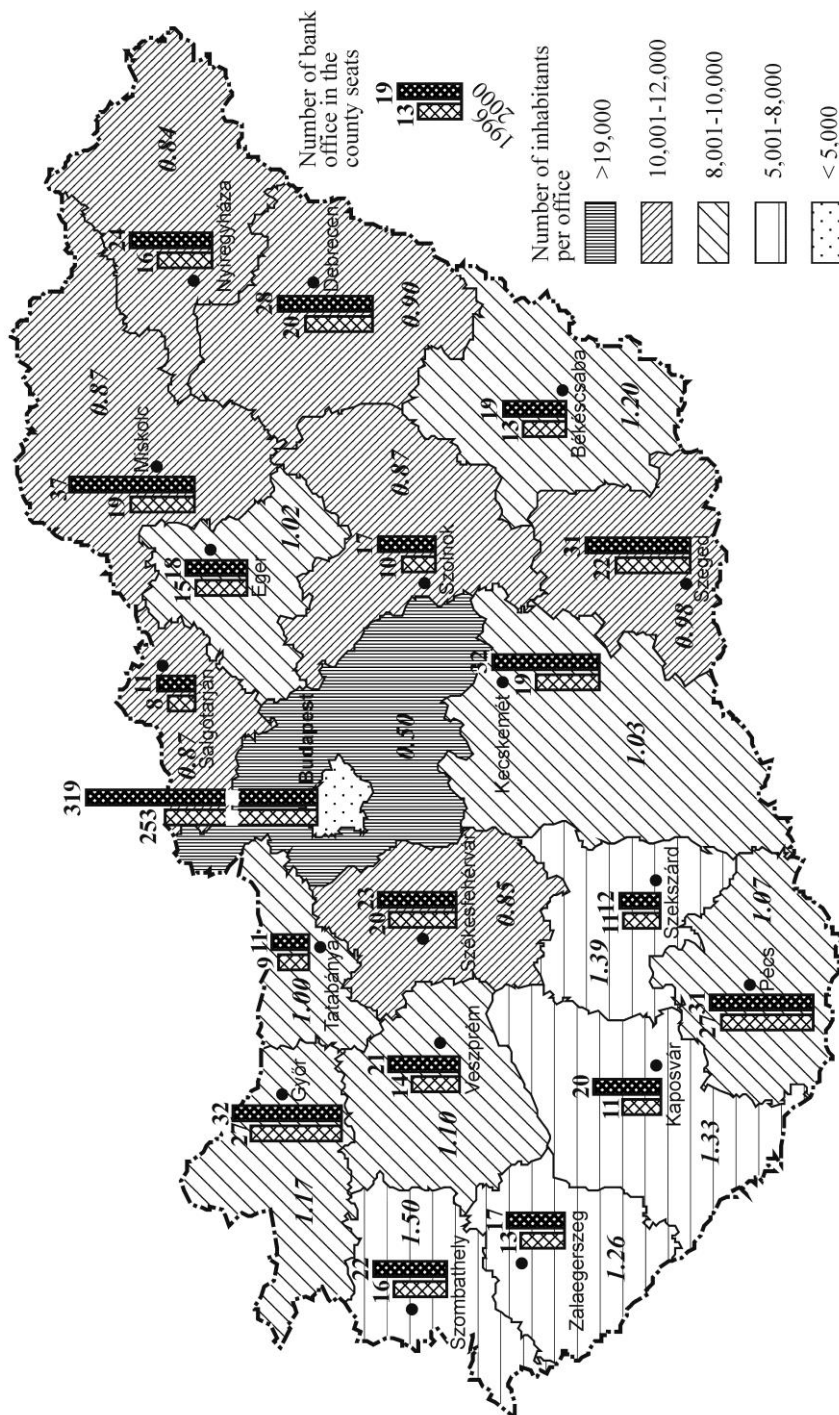 Number of bank
office in the
county seats
13
19
1996
2000
Number of inhabitants
per office
>19,000
10,001-12,000
8,001-10,000
5,001-8,000
< 5,000
0.84
24
16
Nyíregyháza
0.87
37
19
Miskolc
28
20
Debrecen
0.90
18
15
Eger
1.02
11
8
Salgótarján
0.87
17
10
Szolnok
0.87
19
13
Békéscsaba
1.20
31
22
Szeged
0.98
319
253
Budapest
0.50
32
19
Kecskemét
1.03
11
9
Tatabánya
1.00
23
20
Székesfehérvár
0.85
12
11
Szekszárd
1.39
32
27
Győr
1.17
21
14
Veszprém
1.10
31
27
Pécs
1.07
20
11
Kaposvár
1.33
22
16
Szombathely
1.50
17
13
Zalaegerszeg
1.26